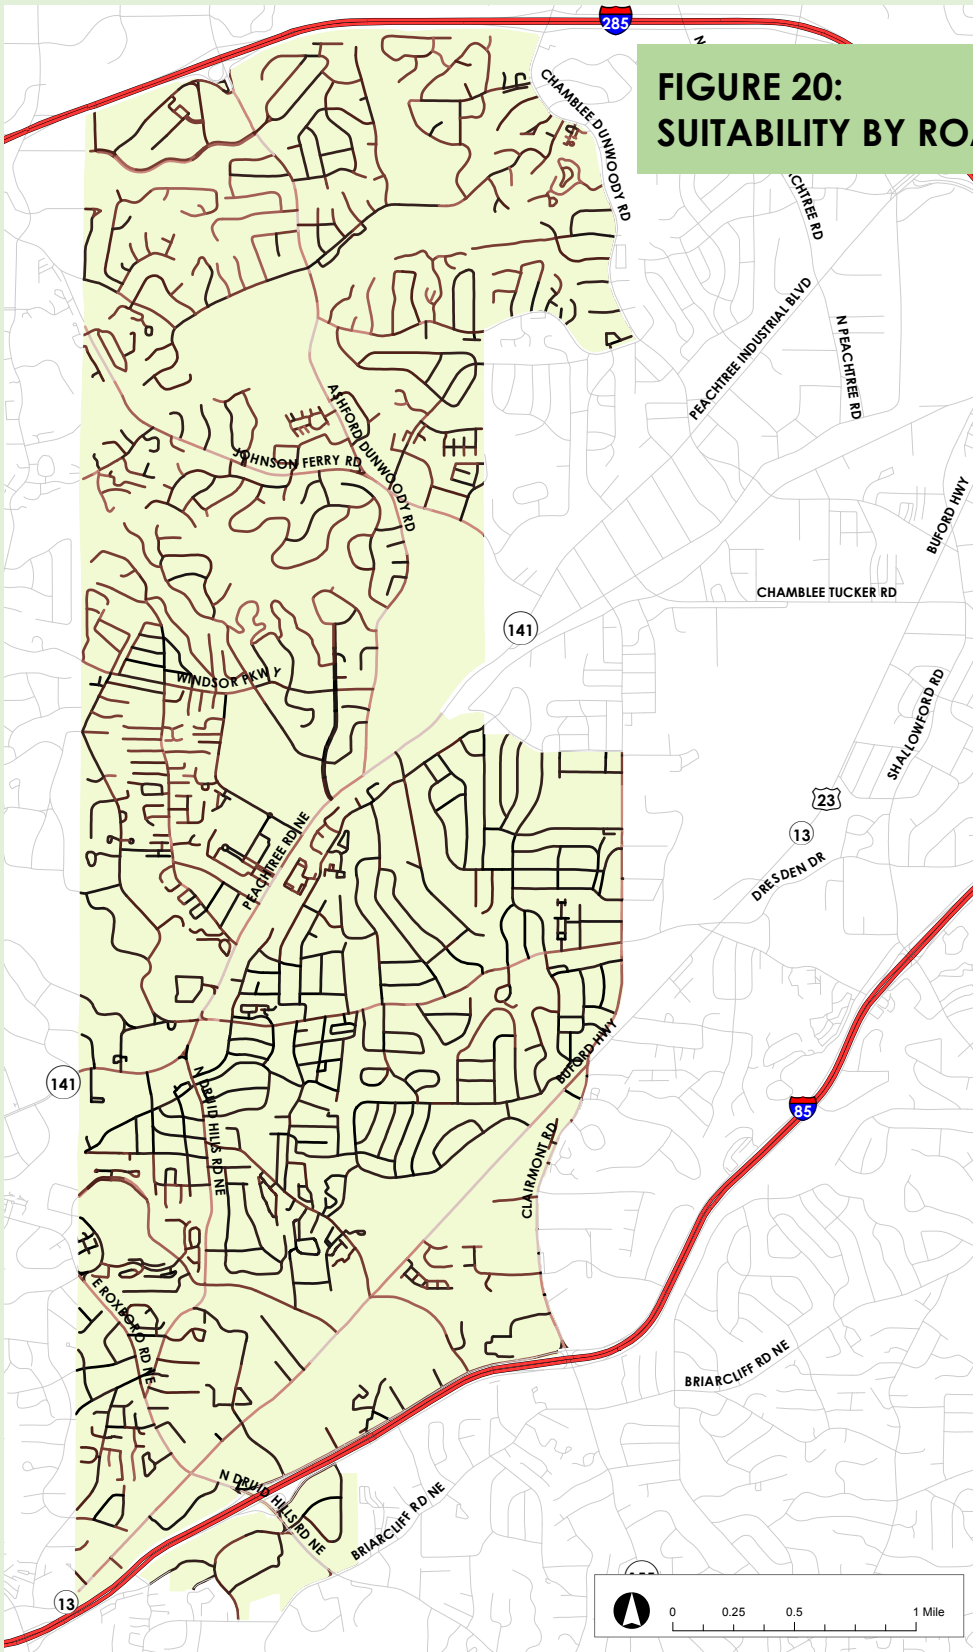 285
FIGURE 20:
SUITABILITY BY ROA
CHAMBLEE DUNWOODY RD
N
CHTREE RD
PEACHTREE INDUSTRIAL BLVD
N PEACHTREE RD
ASHFORD DUNWOODY RD
JOHNSON FERRY RD
BUFORD HWY
CHAMBLEE TUCKER RD
141
WINDSOR PKWY
SHALLOWFORD RD
23
13
PEACHTREE RD NE
DRESDEN DR
BUFORD HWY
141
N DRUID HILLS RD NE
85
CLAIRMONT RD
E ROXBORO RD NE
BRIARCLIFF RD NE
N DRUID HILLS RD NE
BRIARCLIFF RD NE
13
0 0.25 0.5 1 Mile